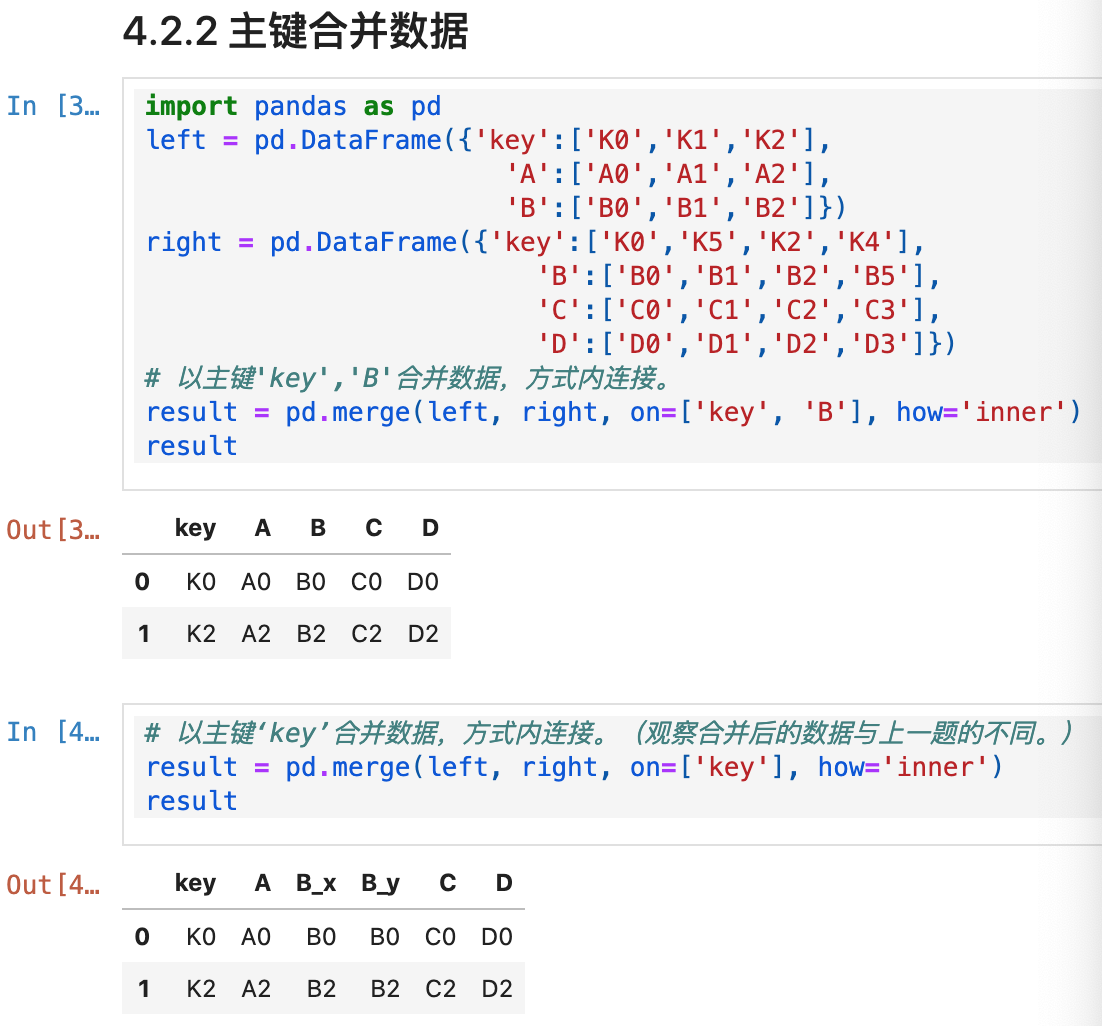 4.2.2 主键合并数据
In [3…
import pandas as pd
left = pd.DataFrame({'key':['K0','K1','K2'],
'A':['A0','A1','A2'],
'B':['B0','B1','B2']})
right = pd.DataFrame({'key':['K0','K5','K2','K4'],
'B':['B0','B1','B2','B5'],
'C':['C0','C1','C2','C3'],
'D':['D0','D1','D2','D3']})
# 以主键'key','B'合并数据，方式内连接。
result = pd.merge(left, right, on=['key', 'B'], how='inner')
result
Out[3…
key A B C D
0 K0 A0 B0 C0 D0
1 K2 A2 B2 C2 D2
In [4…
# 以主键‘key’合并数据，方式内连接。（观察合并后的数据与上一题的不同。）
result = pd.merge(left, right, on=['key'], how='inner')
result
Out[4…
key A B_x B_y C D
0 K0 A0 B0 B0 C0 D0
1 K2 A2 B2 B2 C2 D2